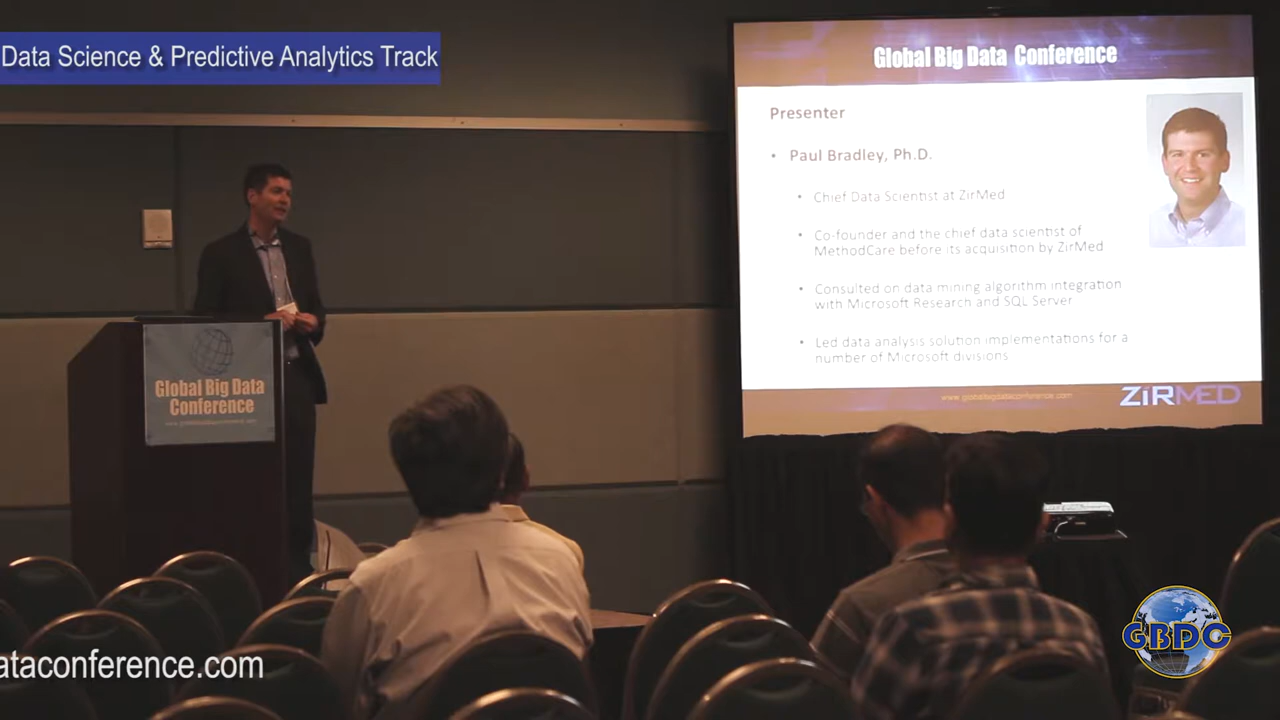 Data Science & Predictive Analytics Track
Global Big Data Conference
Presenter
• Paul Bradley, Ph.D.
• Chief Data Scientist at ZirMed
• Co-founder and the chief data scientist of
MethodCare before its acquisition by ZirMed
• Consulted on data mining algorithm integration
with Microsoft Research and SQL Server
• Led data analysis solution implementations for a
number of Microsoft divisions
www.globalbigdataconference.com
ZiRMED
Global Big Data
Conference
www.globalbigdataconference.com
ataconference.com
GBDC